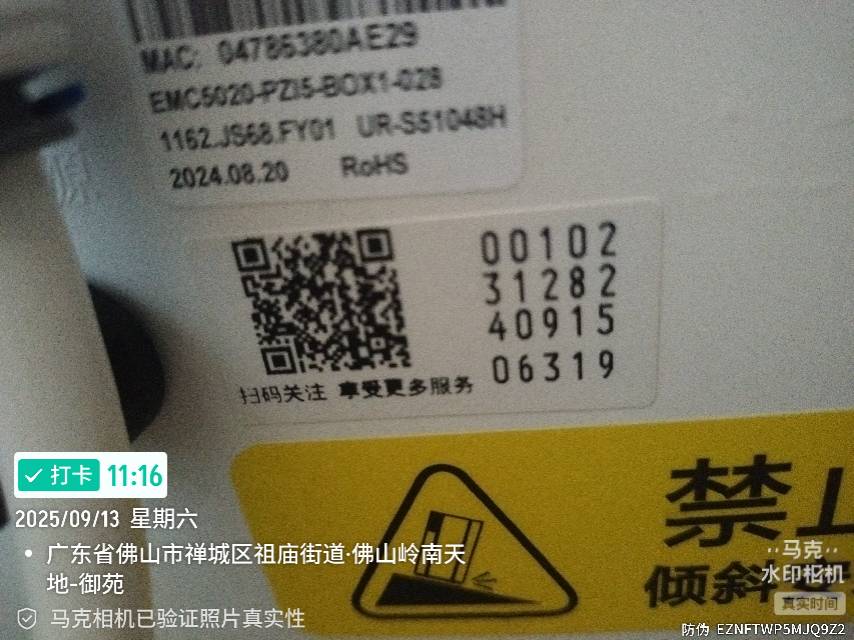 MAC: 04786380AE29
EMC5020-PZI5-BOX1-028
1162.JS68.FY01 UR-S51048H
2024.08.20 RoHS
00102
31282
40915
06319
扫码关注 享受更多服务
禁
倾斜
打卡 11:16
2025/09/13 星期六
广东省佛山市禅城区祖庙街道·佛山岭南天
地-御苑
马克相机已验证照片真实性
马克
水印相机
真实时间
防伪 EZNFTWP5MJQ9Z2